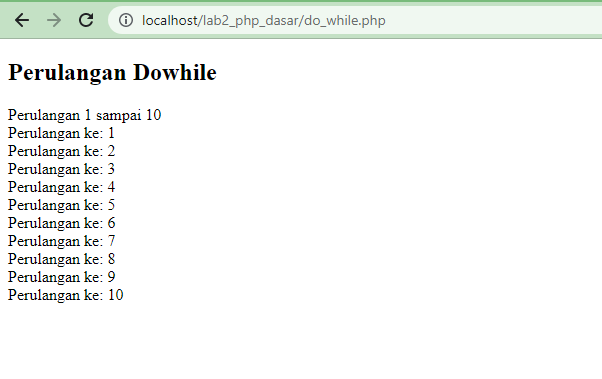 localhost/lab2_php_dasar/do_while.php
Perulangan Dowhile
Perulangan 1 sampai 10
Perulangan ke: 1
Perulangan ke: 2
Perulangan ke: 3
Perulangan ke: 4
Perulangan ke: 5
Perulangan ke: 6
Perulangan ke: 7
Perulangan ke: 8
Perulangan ke: 9
Perulangan ke: 10